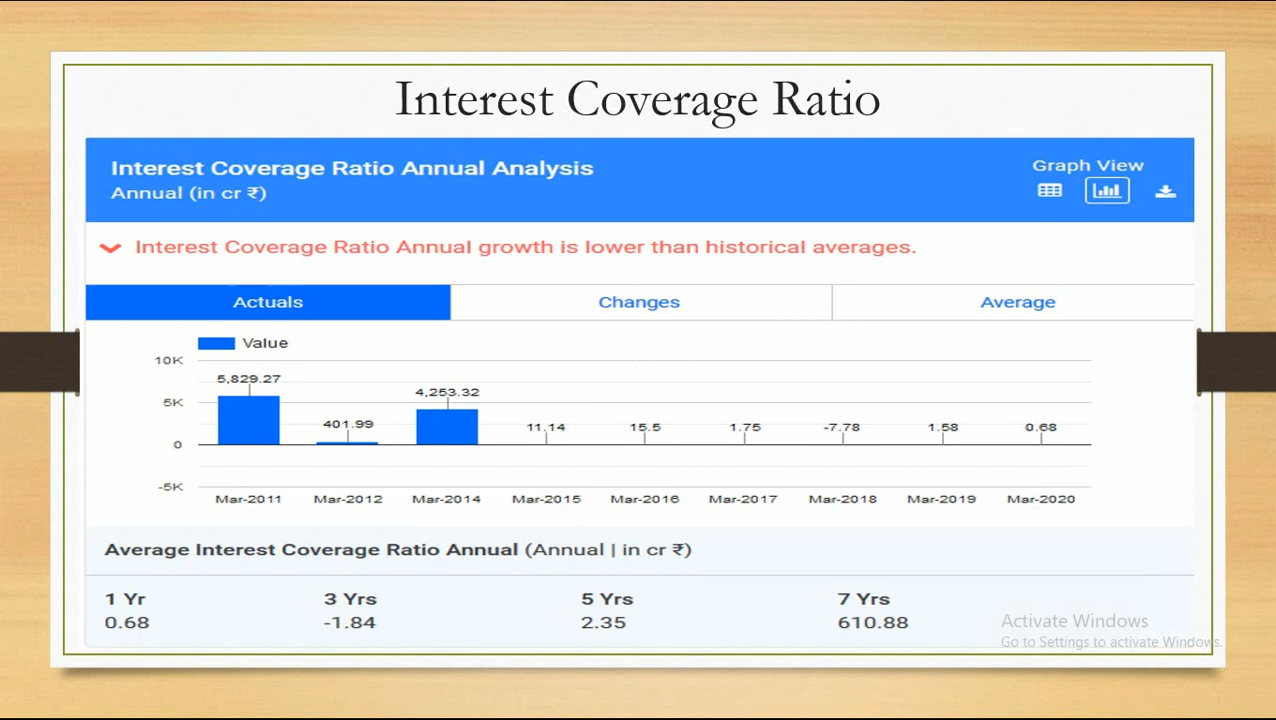 Interest Coverage Ratio
Interest Coverage Ratio Annual Analysis
Annual (in cr ₹)
Graph View
Interest Coverage Ratio Annual growth is lower than historical averages.
Actuals Changes Average
Value
10K
5K
0
-5K
5,829.27 401.99 4,253.32 11.14 15.5 1.75 -7.78 1.58 0.68
Mar-2011 Mar-2012 Mar-2014 Mar-2015 Mar-2016 Mar-2017 Mar-2018 Mar-2019 Mar-2020
Average Interest Coverage Ratio Annual (Annual | in cr ₹)
1 Yr 3 Yrs 5 Yrs 7 Yrs
0.68 -1.84 2.35 610.88
Activate Windows
Go to Settings to activate Windows.